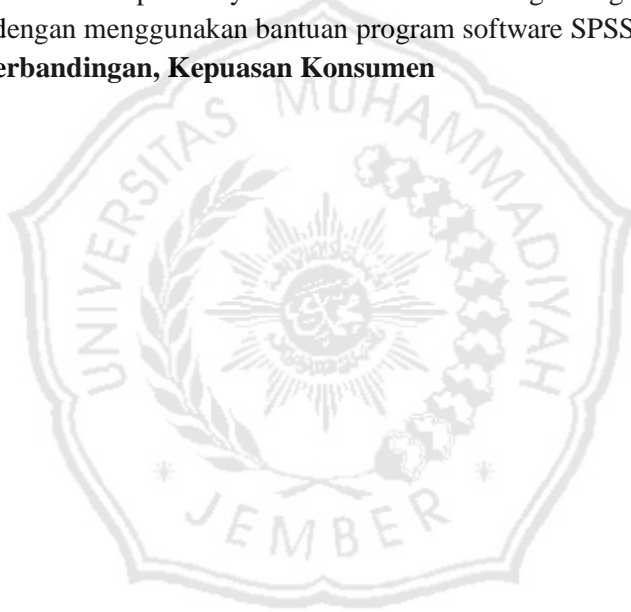 dengan menggunakan bantuan program software SPSS
erbandingan, Kepuasan Konsumen
UNIVERSITAS MUHAMMADIYAH
JEMBER